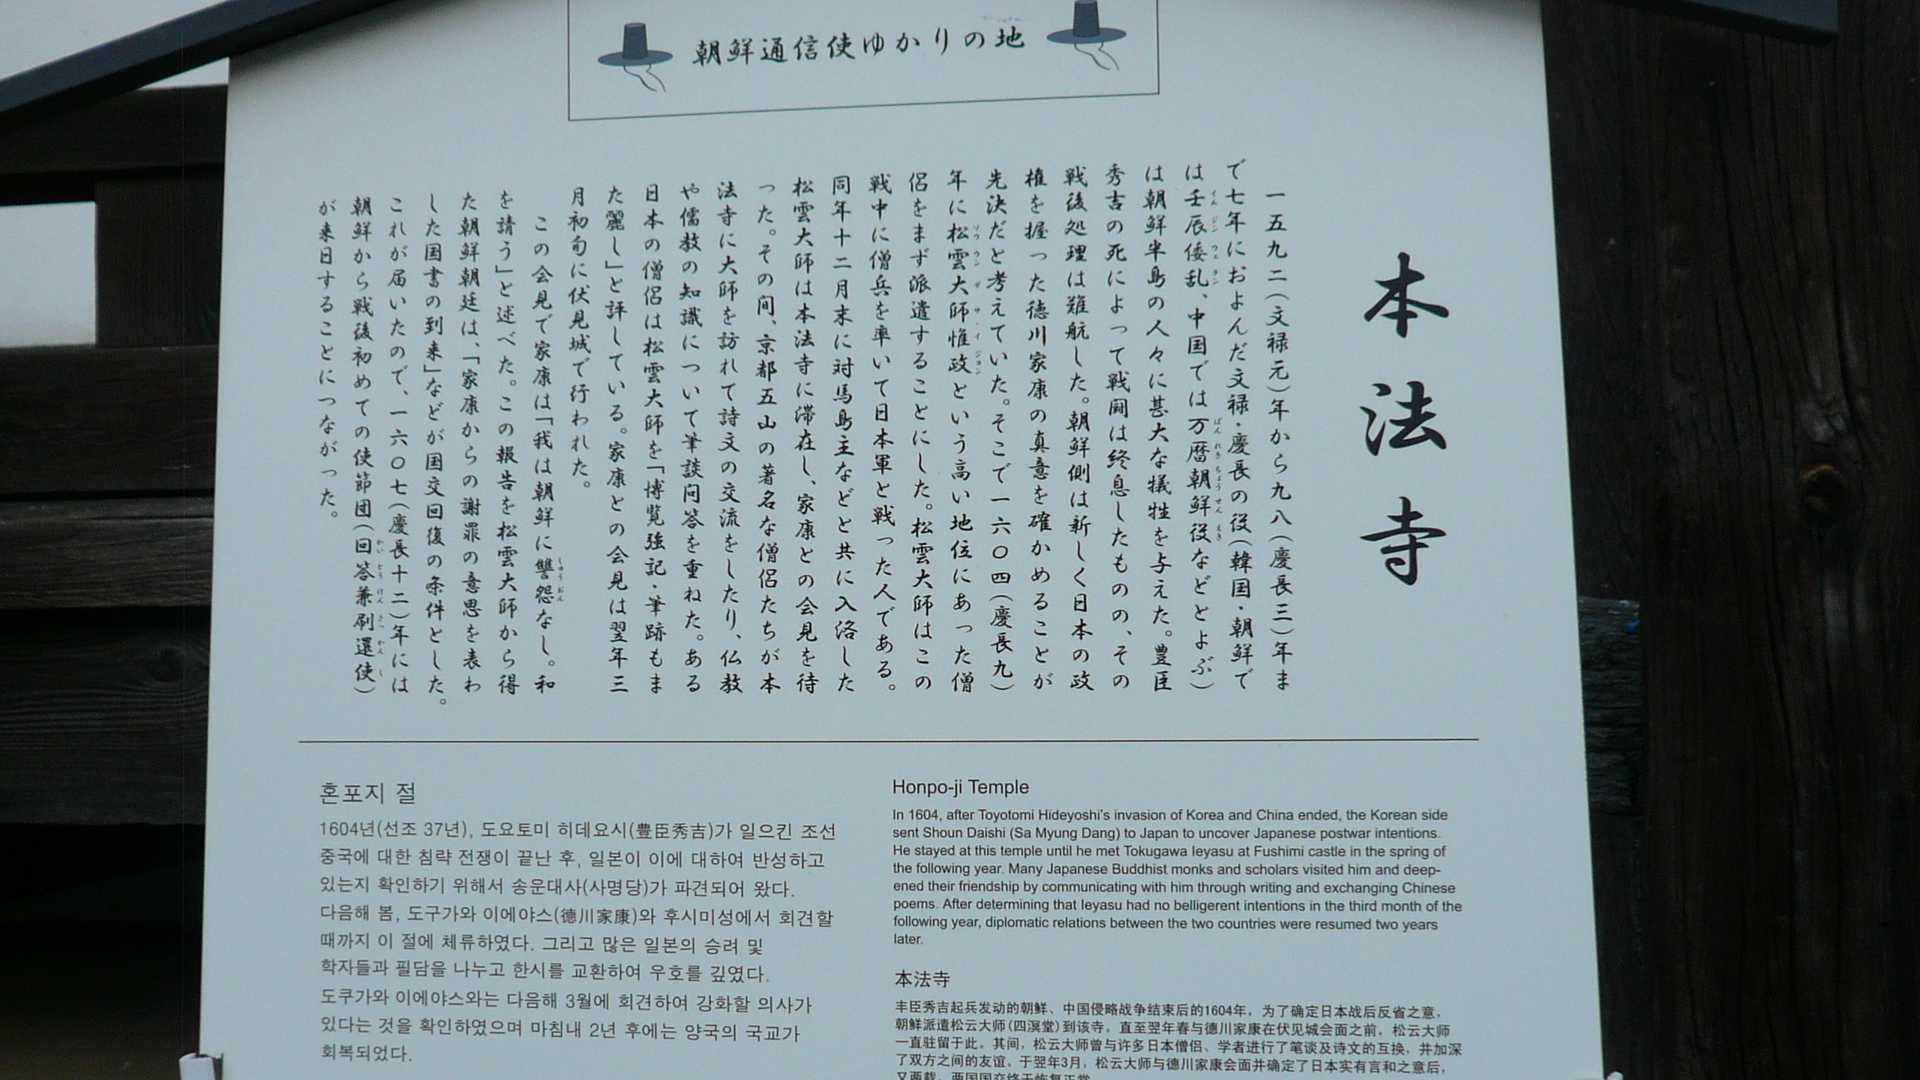 朝鮮通信使ゆかりの地
本法寺
一五九二(文禄元)年から九八(慶長三)年ま
で七年におよんだ文禄・慶長の役(韓国・朝鮮で
は壬辰倭乱、中国では万暦朝鮮役などとよぶ)
は朝鮮半島の人々に甚大な犠牲を与えた。豊臣
秀吉の死によって戦闘は終息したものの、その
戦後処理は難航した。朝鮮側は新しく日本の政
権を握った徳川家康の真意を確かめることが
先決だと考えていた。そこで一六〇四(慶長九)
年に松雲大師惟政という高い地位にあった僧
侶をまず派遣することにした。松雲大師はこの
戦中に僧兵を率いて日本軍と戦った人である。
同年十二月末に対馬島主などと共に入洛した
松雲大師は本法寺に滞在し、家康との会見を待
った。その間、京都五山の著名な僧侶たちが本
法寺に大師を訪れて詩文の交流をしたり、仏教
や儒教の知識について筆談問答を重ねた。ある
日本の僧侶は松雲大師を「博覧強記・筆跡もま
た麗し」と評している。家康との会見は翌年三
月初旬に伏見城で行われた。
この会見で家康は「我は朝鮮に讐怨なし。和
を請う」と述べた。この報告を松雲大師から得
た朝鮮朝廷は、「家康からの謝罪の意思を表わ
した国書の到来」などが国交回復の条件とした。
これが届いたので、一六〇七(慶長十二)年には
朝鮮から戦後初めての使節団(回答兼刷還使)
が来日することにつながった。
혼포지 절
1604년(선조 37년), 도요토미 히데요시(豊臣秀吉)가 일으킨 조선
중국에 대한 침략 전쟁이 끝난 후, 일본이 이에 대하여 반성하고
있는지 확인하기 위해서 송운대사(사명당)가 파견되어 왔다.
다음해 봄, 도구가와 이에야스(德川家康)와 후시미성에서 회견할
때까지 이 절에 체류하였다. 그리고 많은 일본의 승려 및
학자들과 필담을 나누고 한시를 교환하여 우호를 깊였다.
도쿠가와 이에야스와는 다음해 3월에 회견하여 강화할 의사가
있다는 것을 확인하였으며 마침내 2년 후에는 양국의 국교가
회복되었다.
Honpo-ji Temple
In 1604, after Toyotomi Hideyoshi's invasion of Korea and China ended, the Korean side
sent Shoun Daishi (Sa Myung Dang) to Japan to uncover Japanese postwar intentions.
He stayed at this temple until he met Tokugawa Ieyasu at Fushimi castle in the spring of
the following year. Many Japanese Buddhist monks and scholars visited him and deep-
ened their friendship by communicating with him through writing and exchanging Chinese
poems. After determining that Ieyasu had no belligerent intentions in the third month of the
following year, diplomatic relations between the two countries were resumed two years
later.
本法寺
丰臣秀吉起兵发动的朝鲜、中国侵略战争结束后的1604年，为了确定日本战后反省之意，
朝鲜派遣松云大师(四溟堂)到该寺，直至翌年春与德川家康在伏见城会面之前，松云大师
一直驻留于此，其间，松云大师曾与许多日本僧侣、学者进行了笔谈及诗文的互换，并加深
了双方之间的友谊，于翌年3月，松云大师与德川家康会面并确定了日本实有言和之意后，